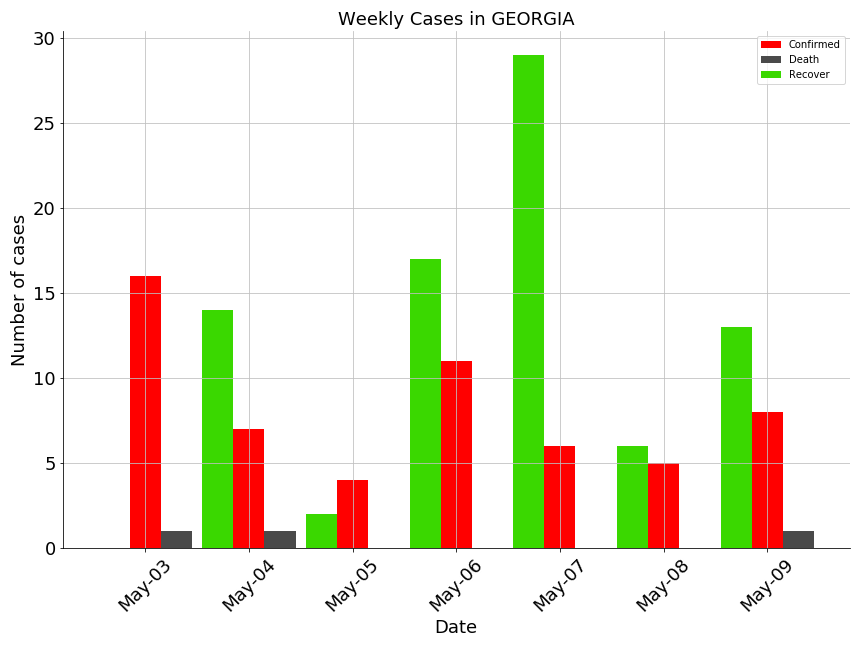 Weekly Cases in GEORGIA
Confirmed
Death
Recover
Number of cases
30
25
20
15
10
5
0
May-03
May-04
May-05
May-06
May-07
May-08
May-09
Date